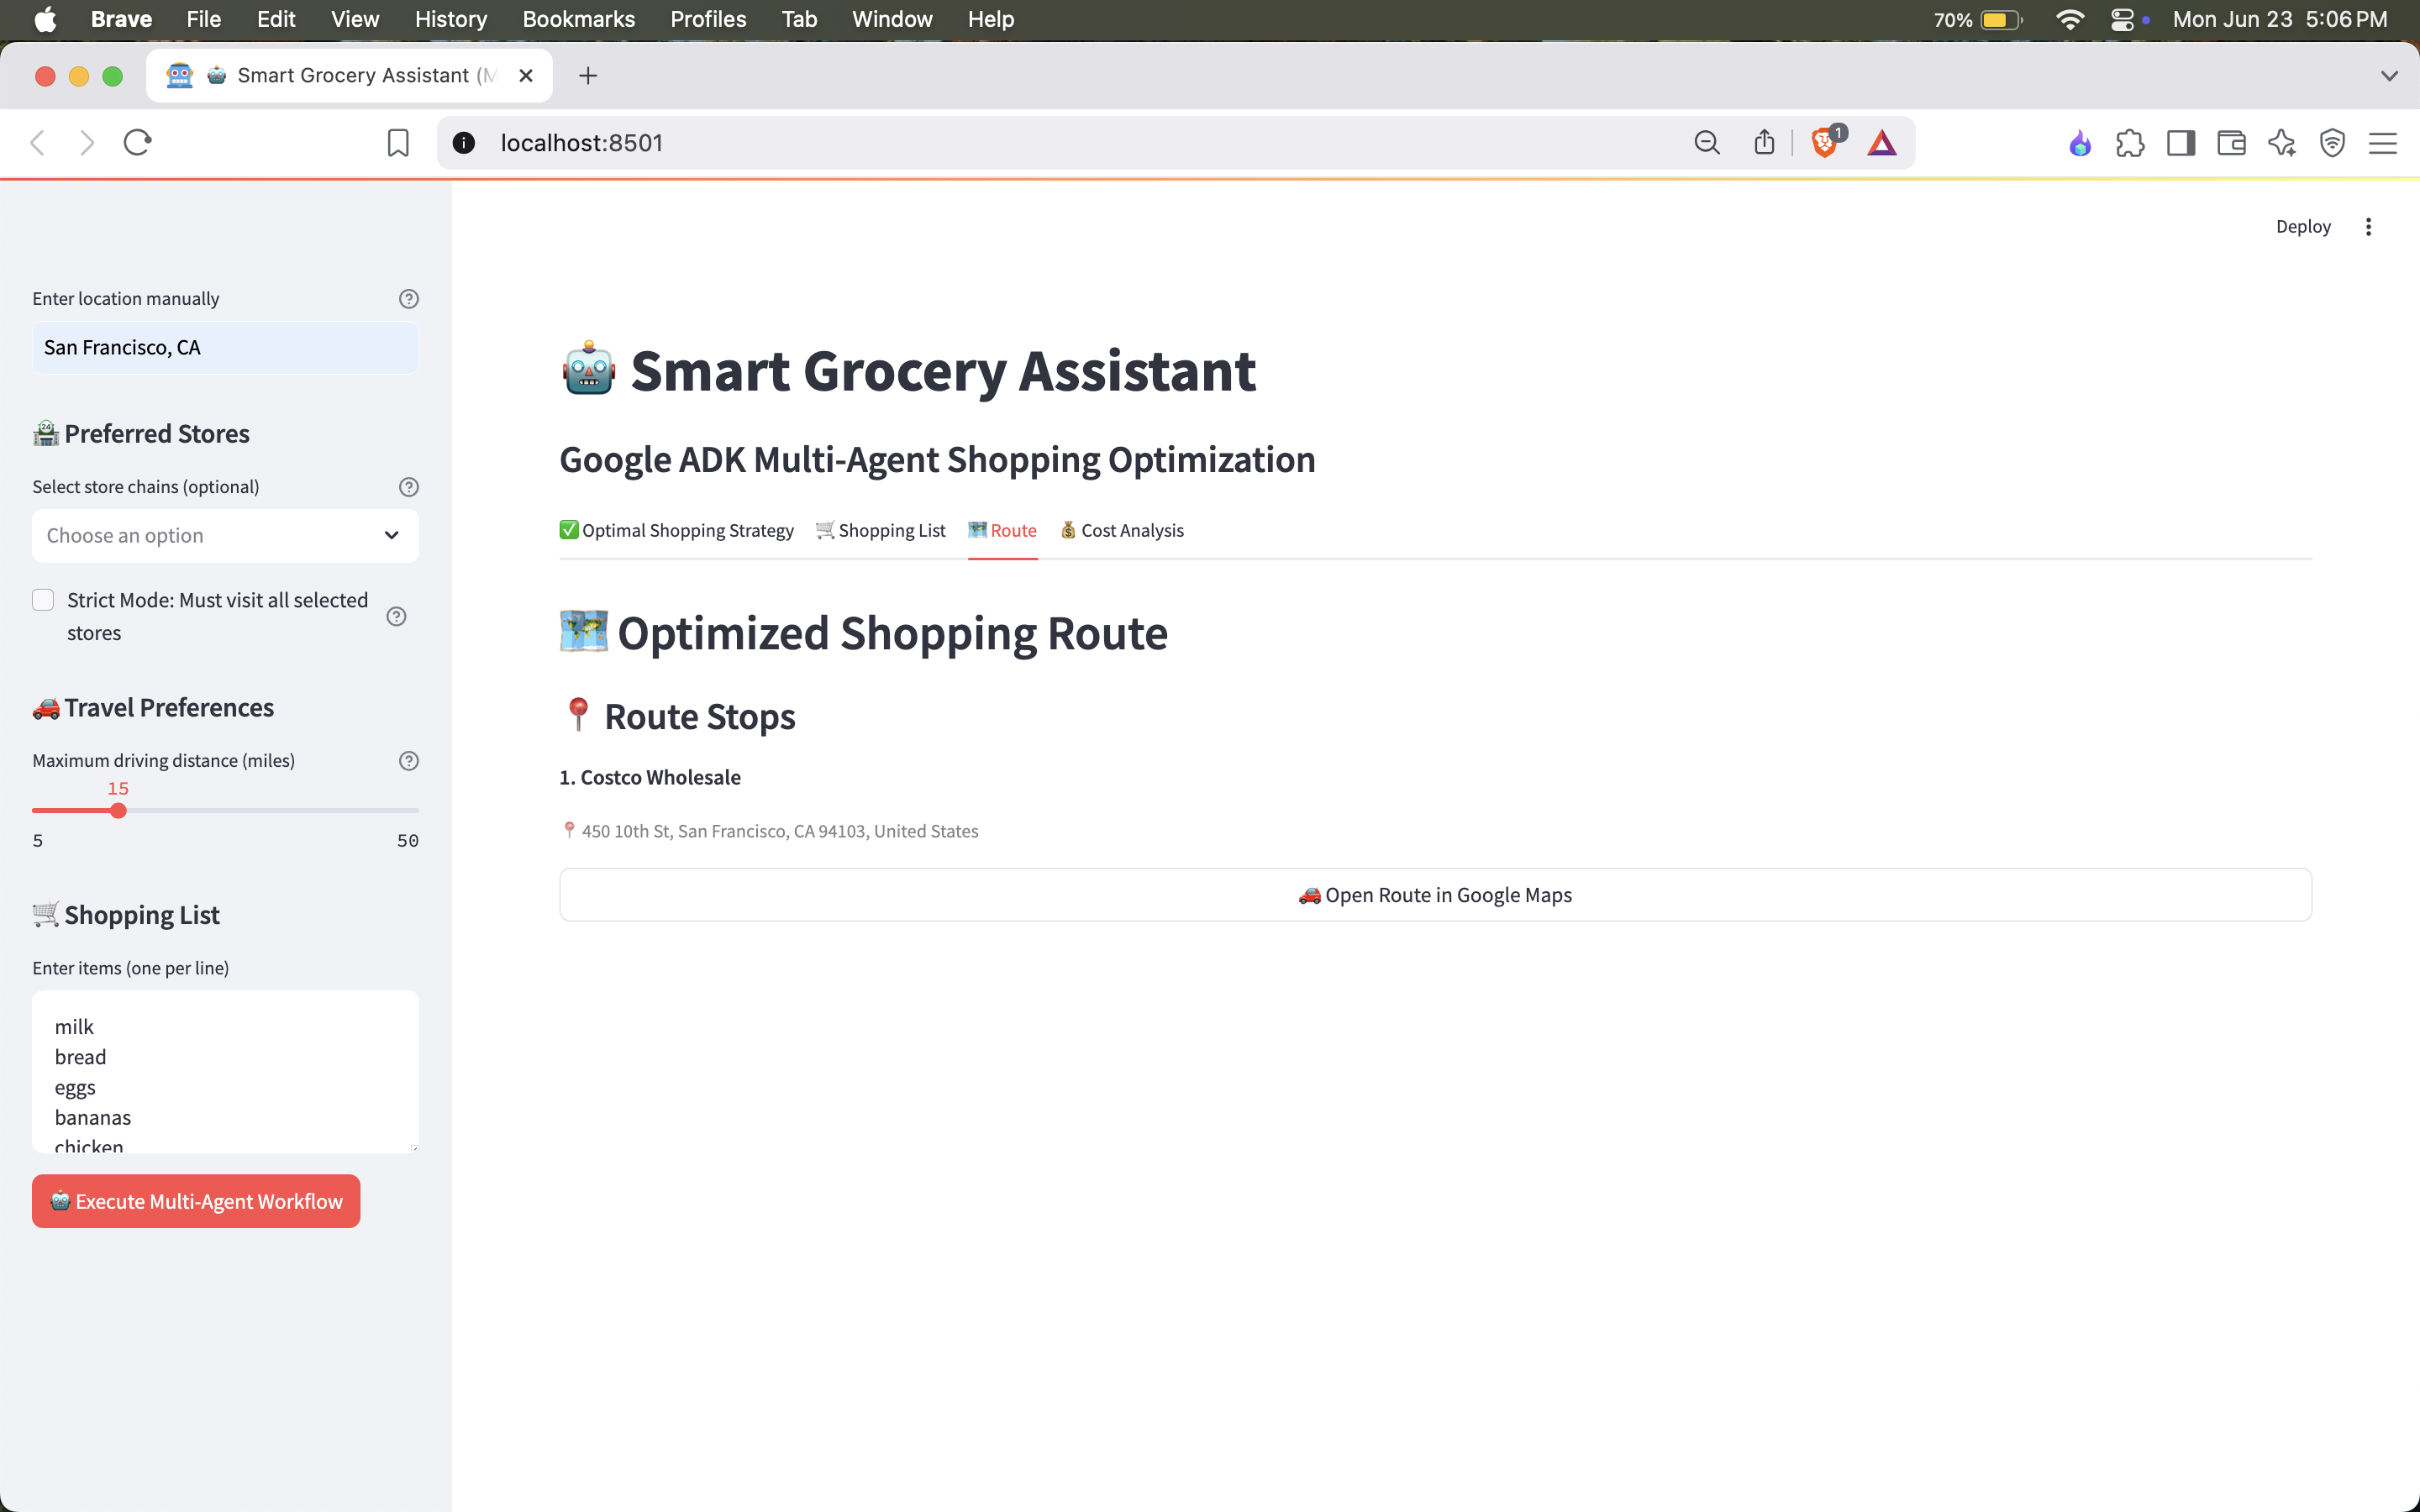 Brave File Edit View History Bookmarks Profiles Tab Window Help 70% Mon Jun 23 5:06 PM
Smart Grocery Assistant (M
localhost:8501
1
Deploy
Enter location manually
San Francisco, CA
24
Preferred Stores
Select store chains (optional)
Choose an option
Strict Mode: Must visit all selected
stores
Travel Preferences
Maximum driving distance (miles)
15
5 50
Shopping List
Enter items (one per line)
milk
bread
eggs
bananas
chicken
Execute Multi-Agent Workflow
Smart Grocery Assistant
Google ADK Multi-Agent Shopping Optimization
Optimal Shopping Strategy Shopping List Route Cost Analysis
Optimized Shopping Route
Route Stops
1. Costco Wholesale
450 10th St, San Francisco, CA 94103, United States
Open Route in Google Maps